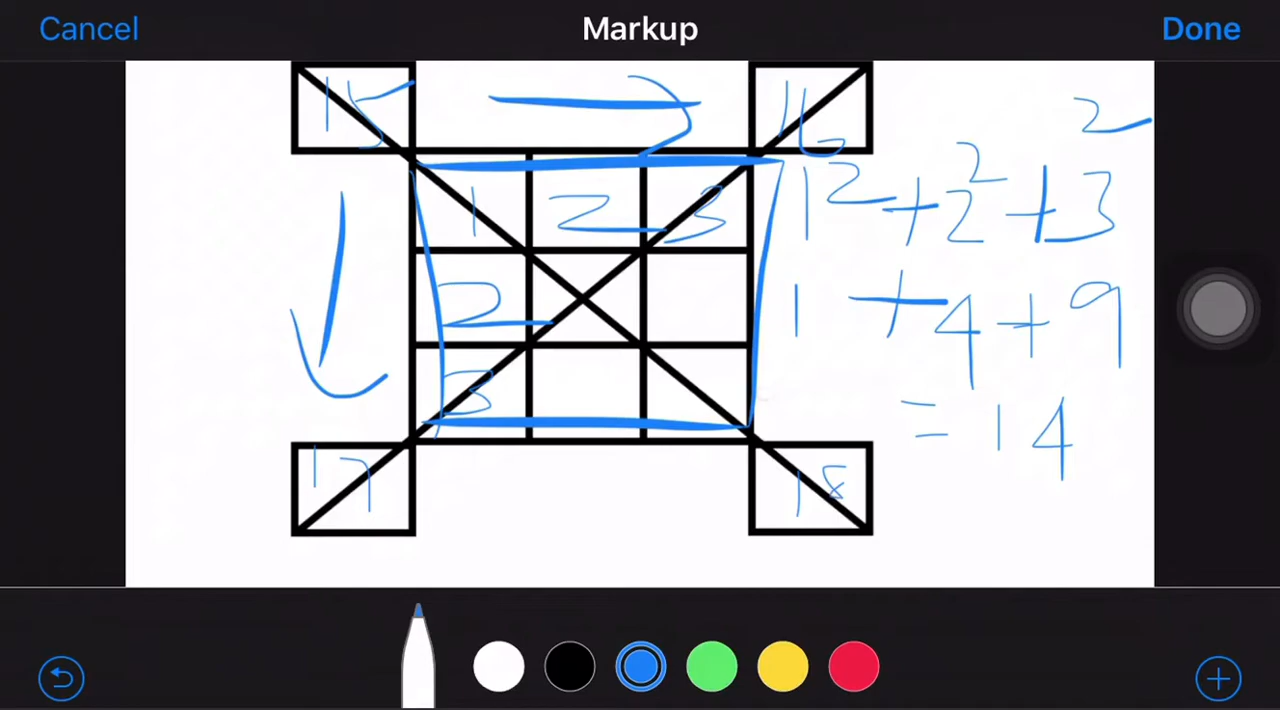 Cancel Markup Done
15 16
2
1 2 3 1² + 2² + 3
2 1 + 4 + 9
3 = 14
17 18